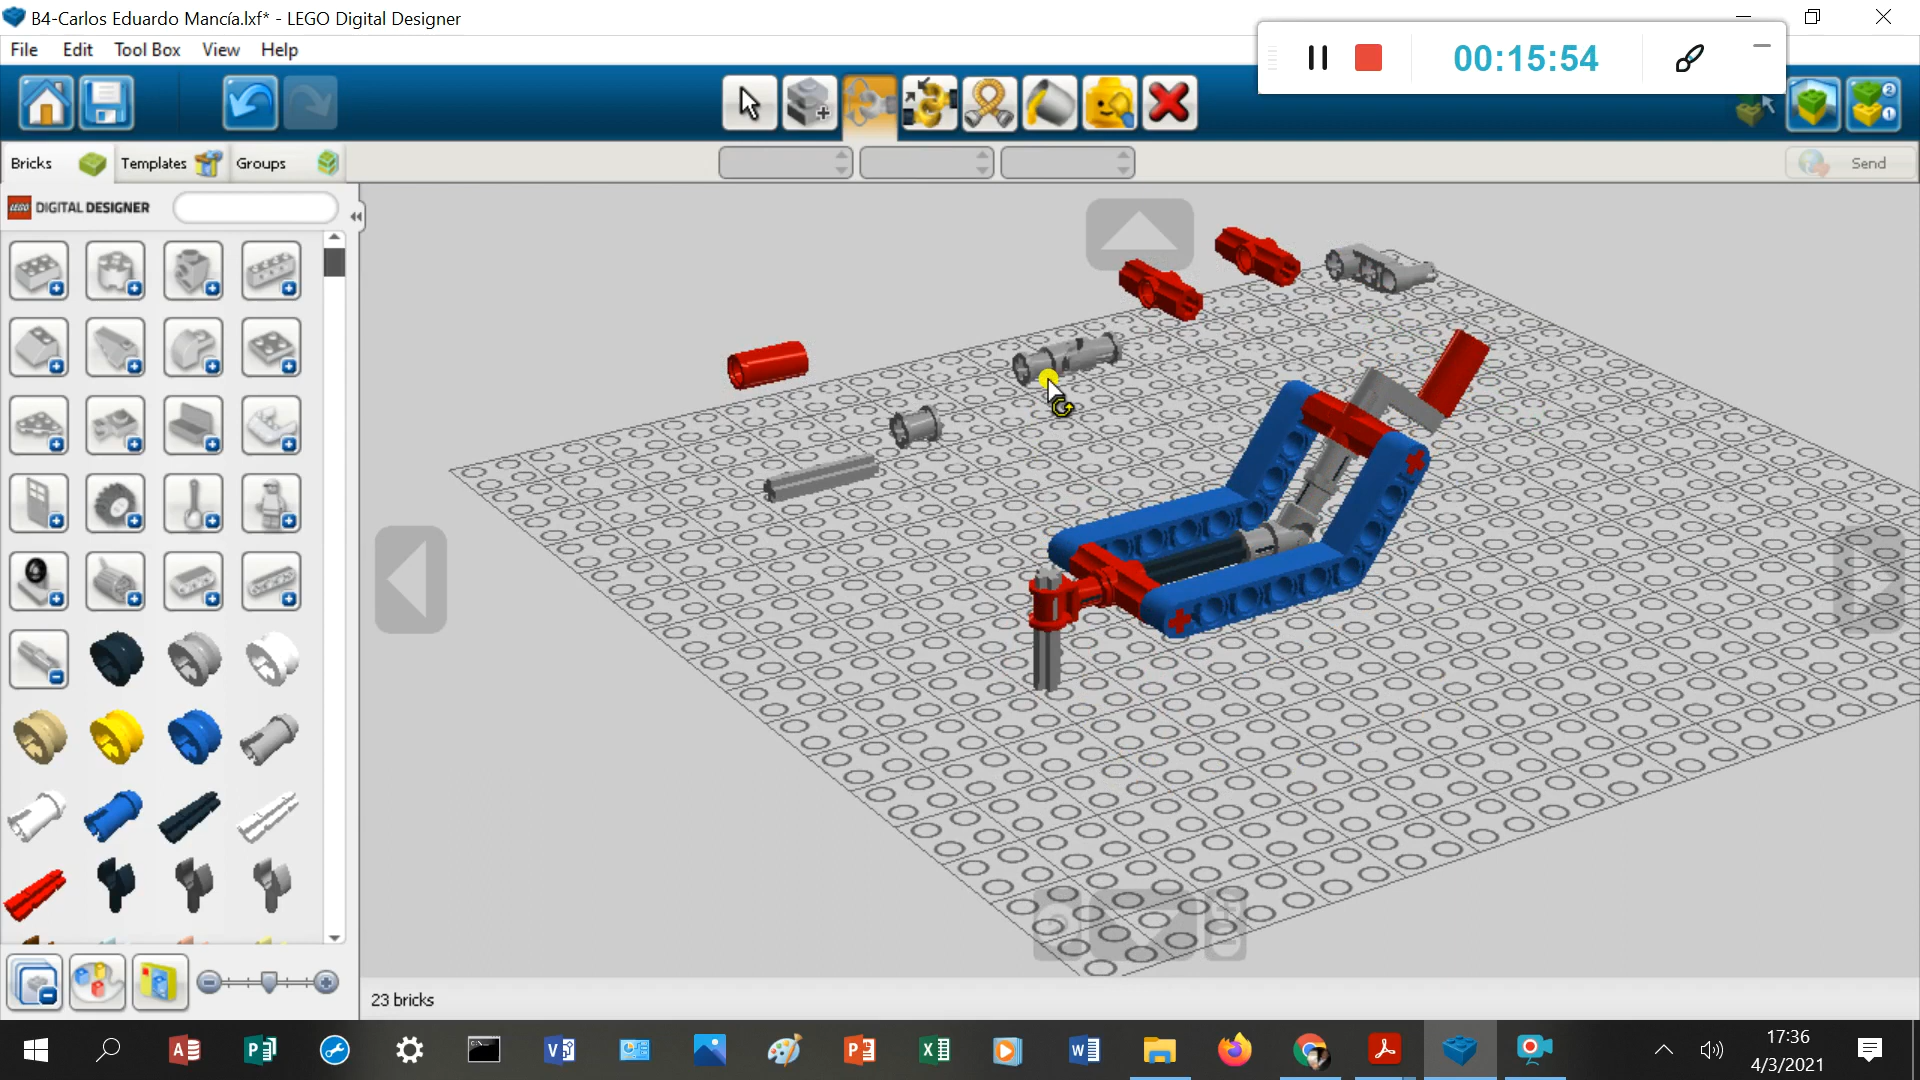 B4-Carlos Eduardo Mancía.lxf* - LEGO Digital Designer
File Edit Tool Box View Help
00:15:54
Bricks Templates Groups
Send
LEGO DIGITAL DESIGNER
23 bricks
17:36
4/3/2021